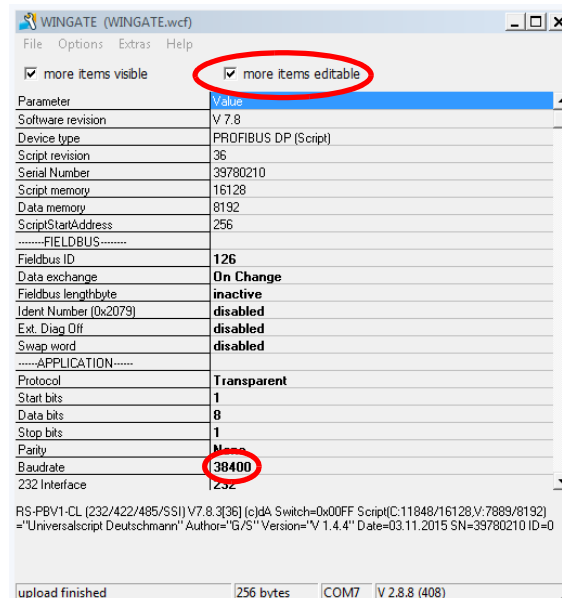 WINGATE (WINGATE.wcf)
File Options Extras Help
more items visible more items editable
Parameter Value
Software revision V 7.8
Device type PROFIBUS DP (Script)
Script revision 36
Serial Number 39780210
Script memory 16128
Data memory 8192
ScriptStartAddress 256
--------FIELDBUS--------
Fieldbus ID 126
Data exchange On Change
Fieldbus lengthbyte inactive
Ident Number (0x2079) disabled
Ext. Diag Off disabled
Swap word disabled
------APPLICATION------
Protocol Transparent
Start bits 1
Data bits 8
Stop bits 1
Parity None
Baudrate 38400
232 Interface 232
RS-PBV1-CL (232/422/485/SSI) V7.8.3[36] (c)dA Switch=0x00FF Script(C:11848/16128,V:7889/8192)
="Universalscript Deutschmann" Author="G/S" Version="V 1.4.4" Date=03.11.2015 SN=39780210 ID=0
upload finished 256 bytes COM7 V 2.8.8 (408)